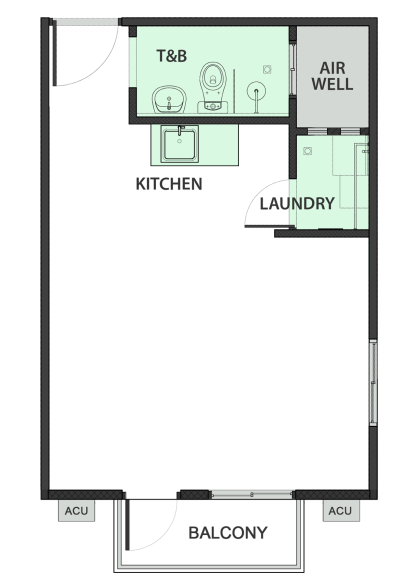 T&B
AIR
WELL
KITCHEN
LAUNDRY
ACU
BALCONY
ACU